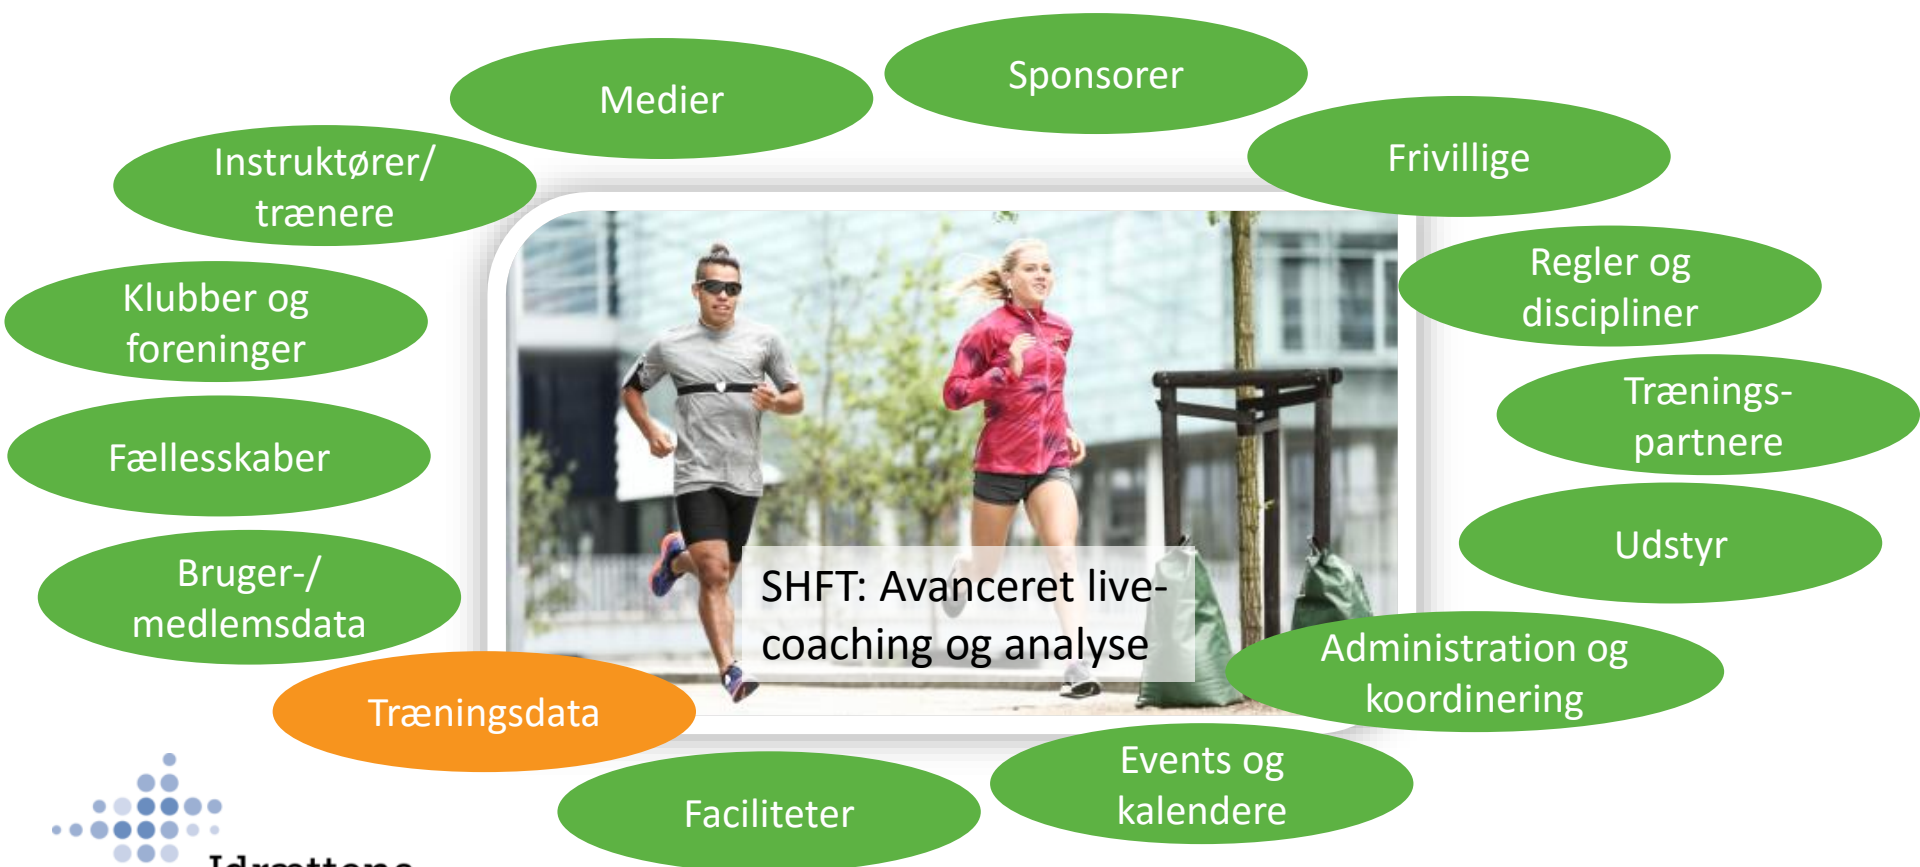 Sponsorer
Medier
Frivillige
Instruktører/
trænere
Regler og
discipliner
Klubber og
foreninger
Trænings-
partnere
Fællesskaber
Udstyr
Bruger-/
medlemsdata
SHFT: Avanceret live-
coaching og analyse
Administration og
koordinering
Træningsdata
Events og
kalendere
Faciliteter
Idrættens